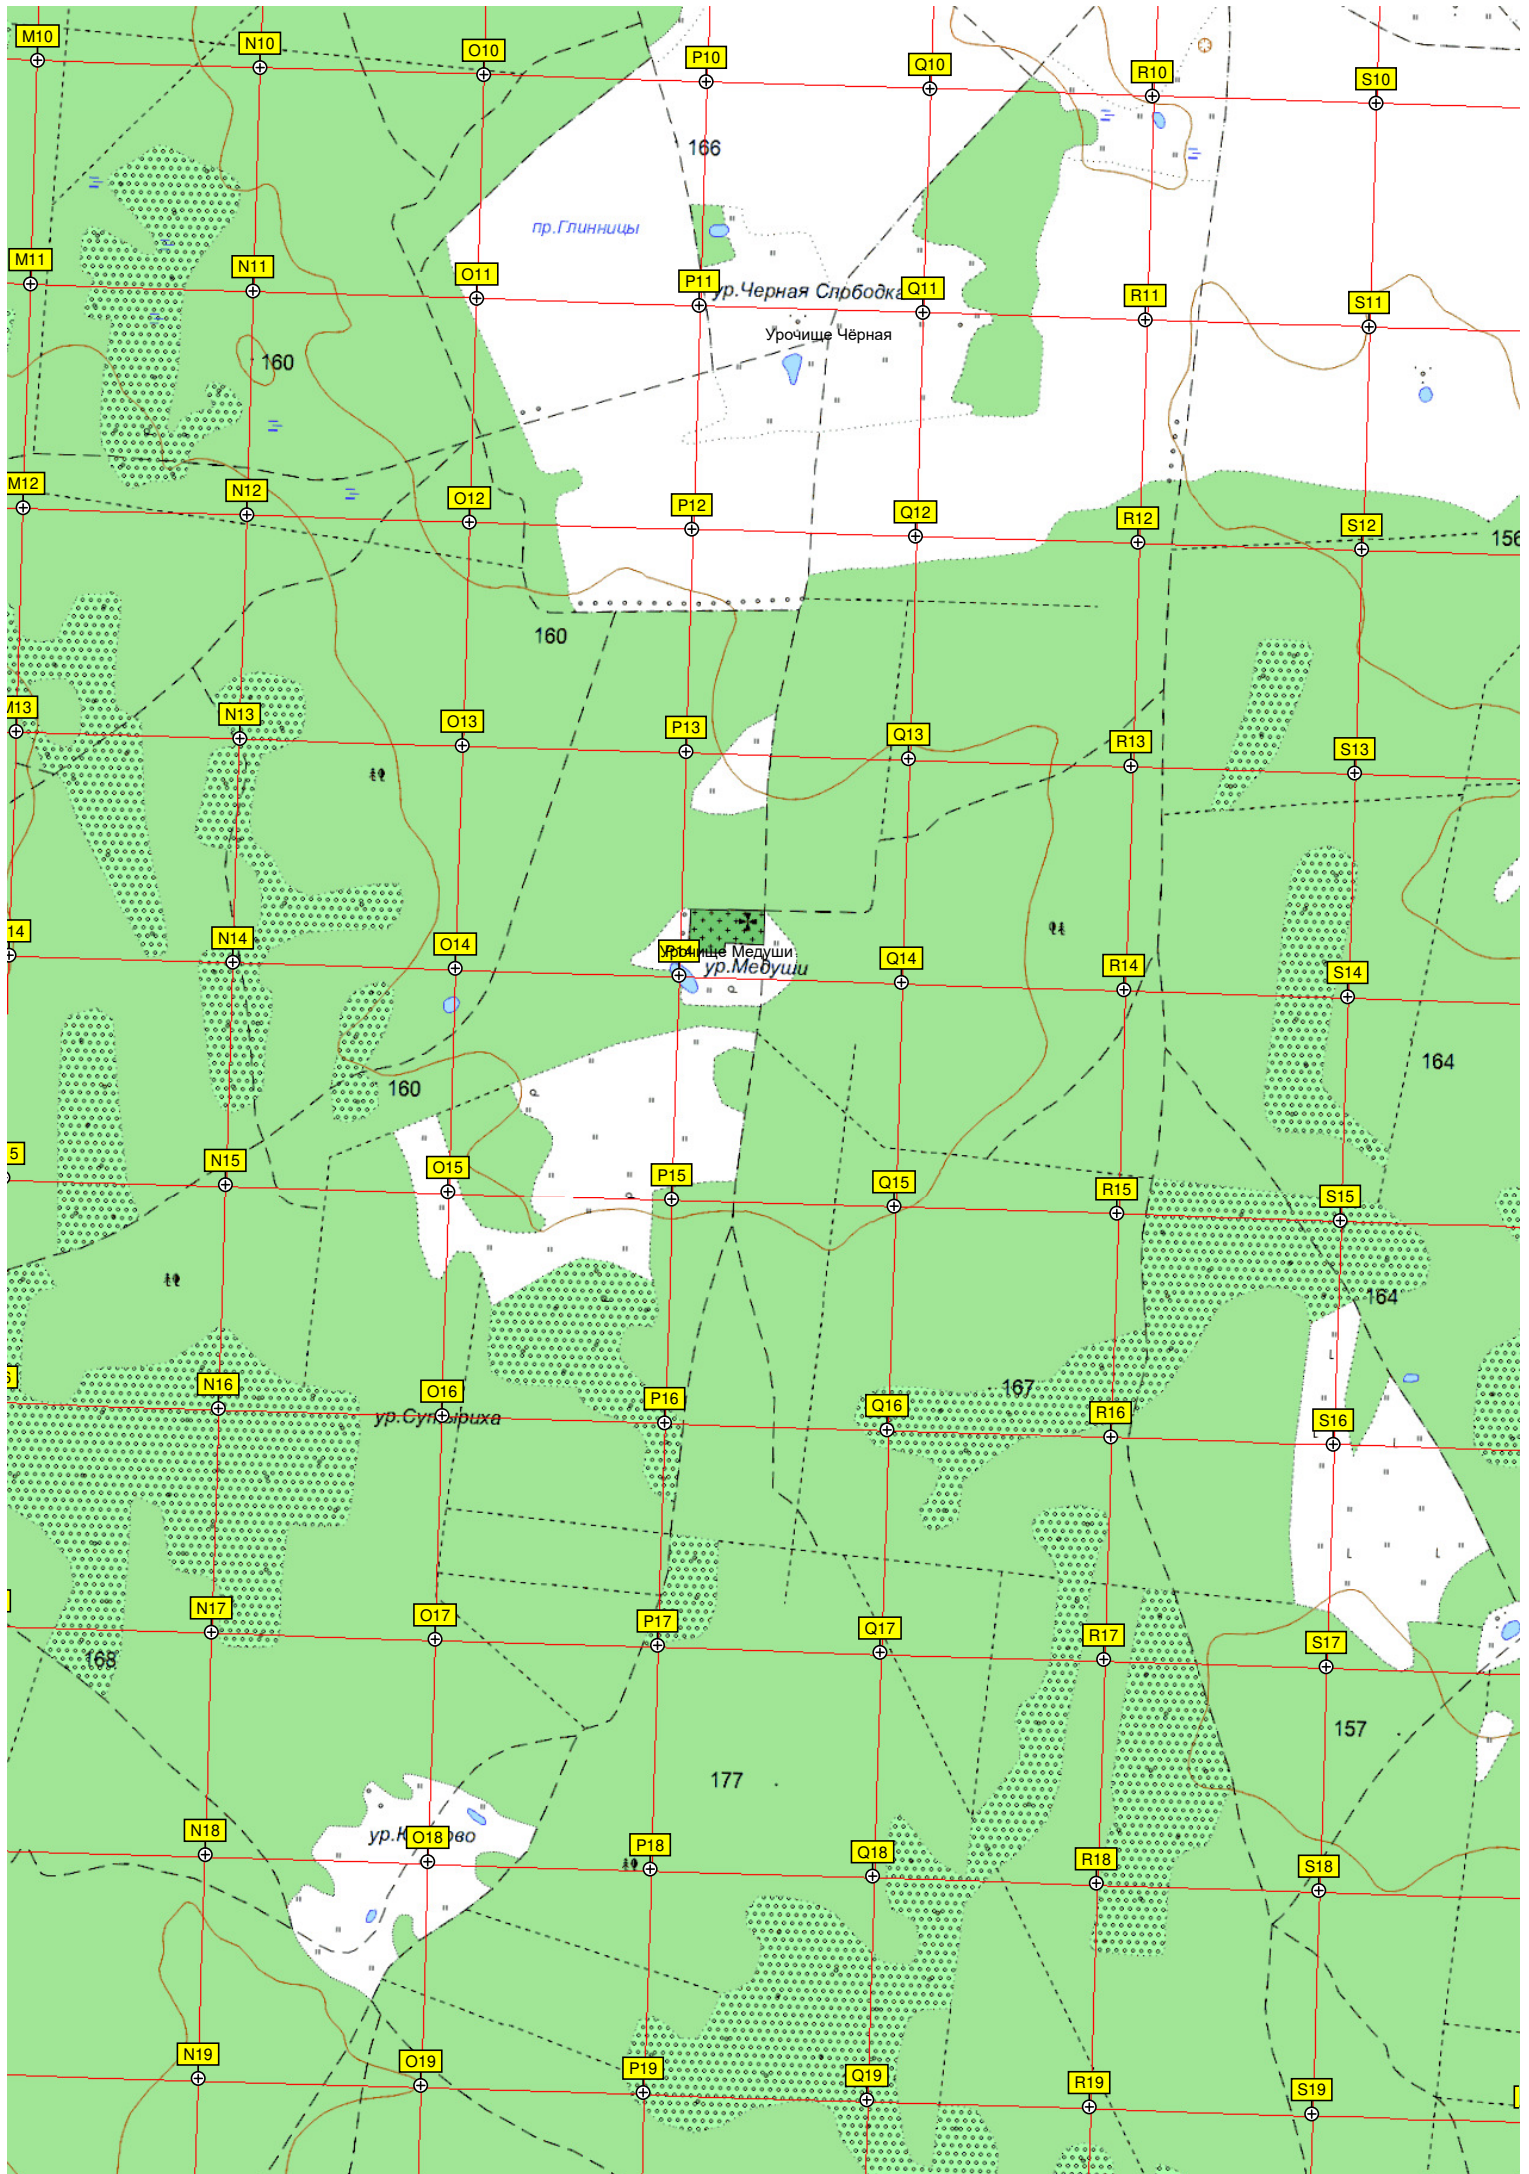 M10 N10 O10 P10 Q10 R10 S10
166
пр.Глинницы
M11 N11 O11 P11 Q11 R11 S11
ур.Черная Слободка
Урочище Чёрная
160
M12 N12 O12 P12 Q12 R12 S12
156
160
M13 N13 O13 P13 Q13 R13 S13
14 N14 O14 P14 Q14 R14 S14
Урочище Медуши
ур.Медуши
164
160
5 N15 O15 P15 Q15 R15 S15
164
167
6 N16 O16 P16 Q16 R16 S16
ур.Сутыриха
N17 O17 P17 Q17 R17 S17
168
157
177
N18 O18 P18 Q18 R18 S18
N19 O19 P19 Q19 R19 S19